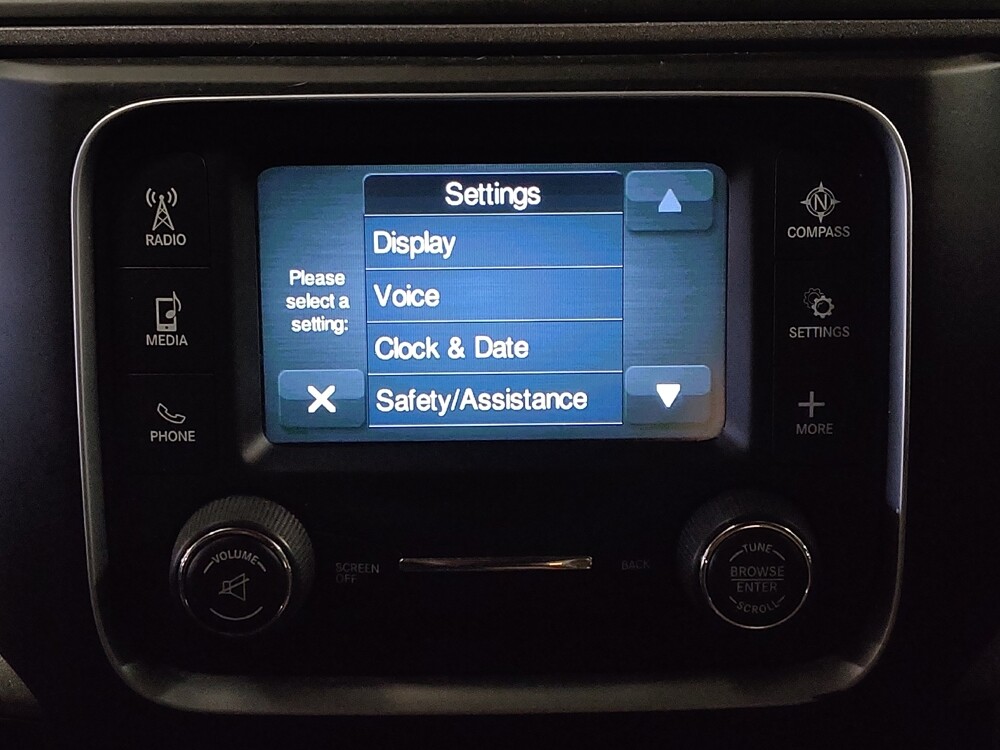 Settings
Display
Voice
Clock & Date
Safety/Assistance
Please
select a
setting:
RADIO
MEDIA
PHONE
N
COMPASS
SETTINGS
MORE
VOLUME
SCREEN
OFF
BACK
TUNE
BROWSE
ENTER
SCROLL